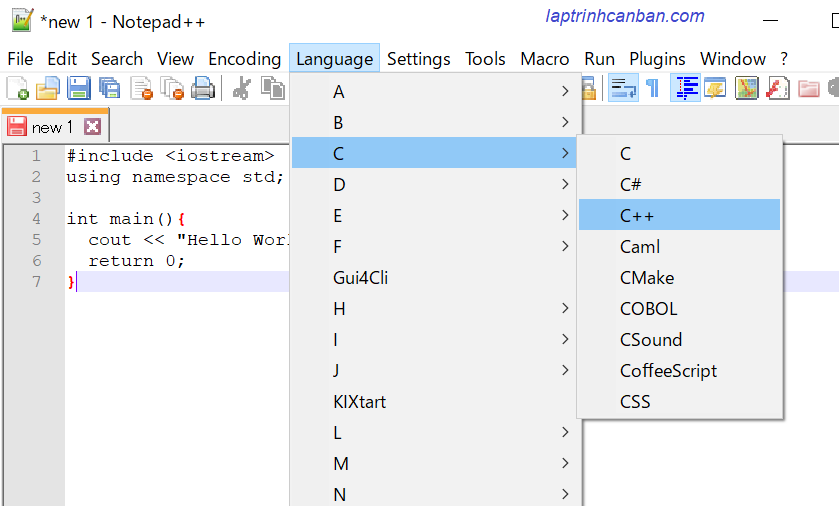 *new 1 - Notepad++
laptrinhcanban.com
File Edit Search View Encoding Language Settings Tools Macro Run Plugins Window ?
new 1
1 #include <iostream>
2 using namespace std;
3
4 int main(){
5 cout << "Hello Worl
6 return 0;
7 }
A
B
C
D
E
F
Gui4Cli
H
I
J
KIXtart
L
M
N
C
C#
C++
Caml
CMake
COBOL
CSound
CoffeeScript
CSS